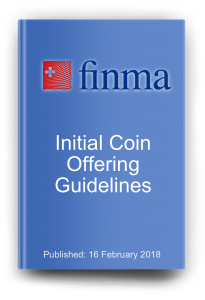 finma
Initial Coin
Offering
Guidelines
Published: 16 February 2018